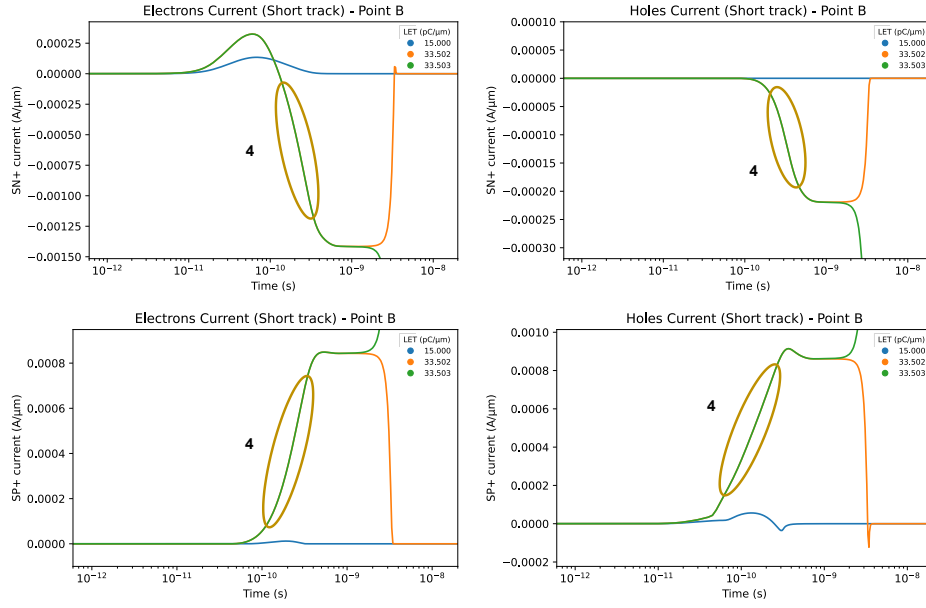 Electrons Current (Short track) - Point B
LET (pC/µm)
15.000
33.502
33.503
0.00025
0.00000
−0.00025
−0.00050
−0.00075
−0.00100
−0.00125
−0.00150
SN+ current (A/µm)
4
10⁻¹² 10⁻¹¹ 10⁻¹⁰ 10⁻⁹ 10⁻⁸
Time (s)
Holes Current (Short track) - Point B
LET (pC/µm)
15.000
33.502
33.503
0.00010
0.00005
0.00000
−0.00005
−0.00010
−0.00015
−0.00020
−0.00025
−0.00030
SN+ current (A/µm)
4
10⁻¹² 10⁻¹¹ 10⁻¹⁰ 10⁻⁹ 10⁻⁸
Time (s)
Electrons Current (Short track) - Point B
LET (pC/µm)
15.000
33.502
33.503
0.0008
0.0006
0.0004
0.0002
0.0000
SP+ current (A/µm)
4
10⁻¹² 10⁻¹¹ 10⁻¹⁰ 10⁻⁹ 10⁻⁸
Time (s)
Holes Current (Short track) - Point B
LET (pC/µm)
15.000
33.502
33.503
0.0010
0.0008
0.0006
0.0004
0.0002
0.0000
−0.0002
SP+ current (A/µm)
4
10⁻¹² 10⁻¹¹ 10⁻¹⁰ 10⁻⁹ 10⁻⁸
Time (s)